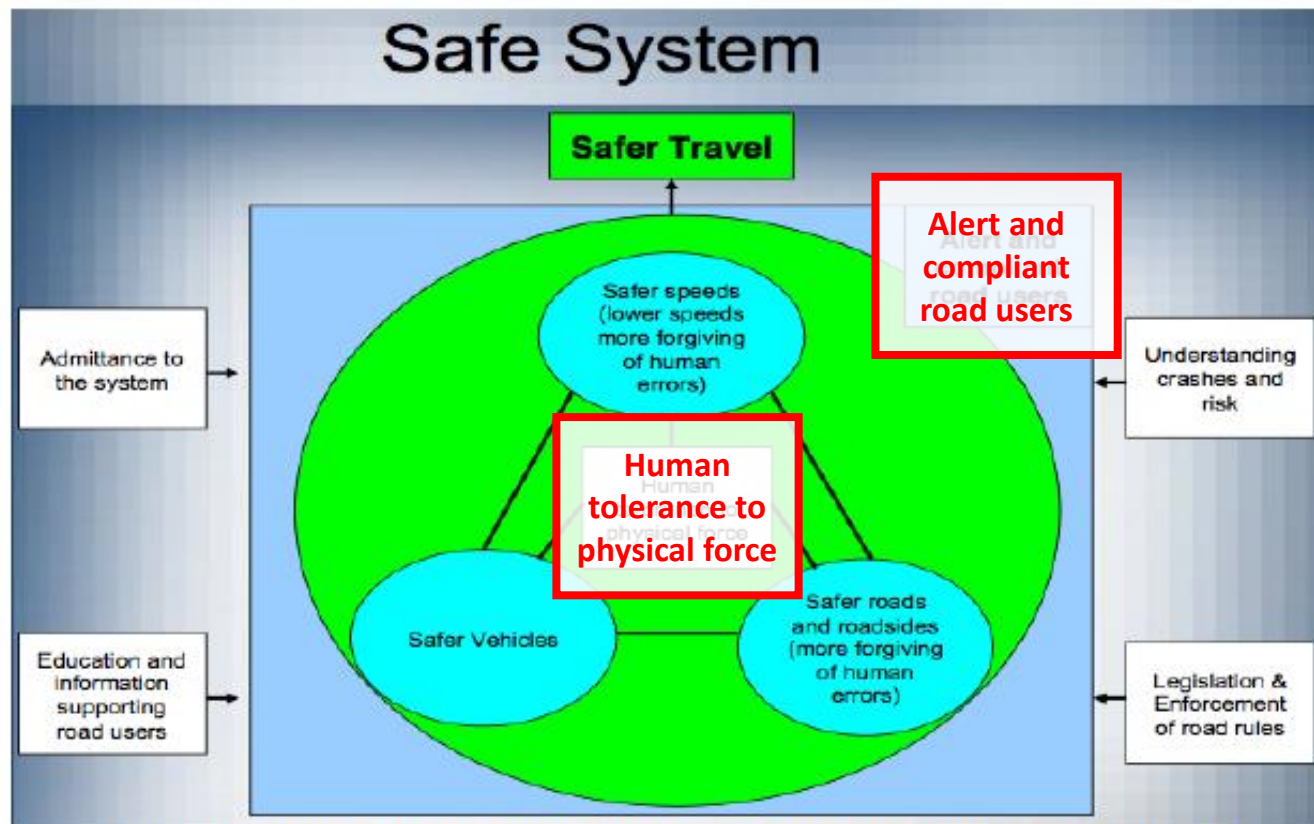 Safe System
Safer Travel
Alert and
compliant
road users
Safer speeds
(lower speeds
more forgiving
of human
errors)
Admittance to
the system
Understanding
crashes and
risk
Human
tolerance to
physical force
Safer Vehicles
Safer roads
and roadsides
(more forgiving
of human
errors)
Education and
information
supporting
road users
Legislation &
Enforcement
of road rules